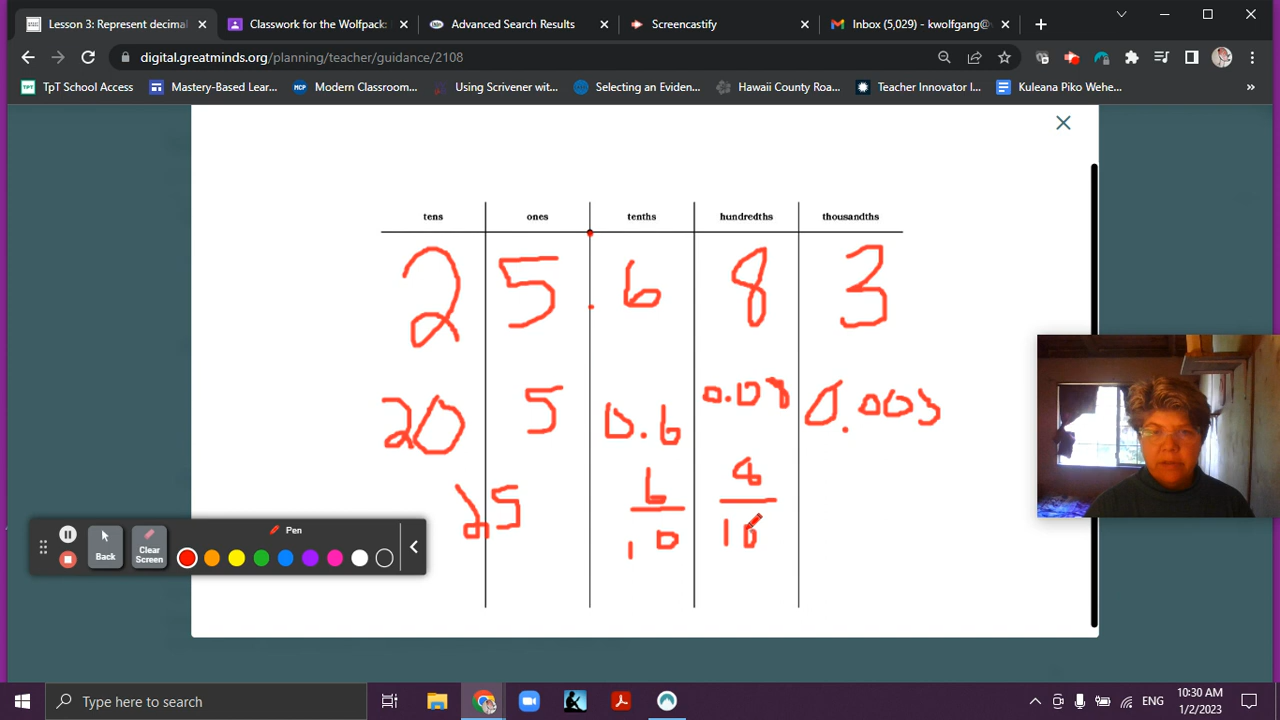 Lesson 3: Represent decimal
Classwork for the Wolfpack
Advanced Search Results
Screencastify
Inbox (5,029) - kwolfgang@
digital.greatminds.org/planning/teacher/guidance/2108
TpT School Access
Mastery-Based Lear...
Modern Classroom...
Using Scrivener wit...
Selecting an Eviden...
Hawaii County Roa...
Teacher Innovator I...
Kuleana Piko Wehe...
tens ones tenths hundredths thousandths
2 5 . 6 8 3
20 5 0.6 0.08 0.003
25 6 8
10 10
Pen
Back
Clear Screen
Type here to search
ENG
10:30 AM
1/2/2023